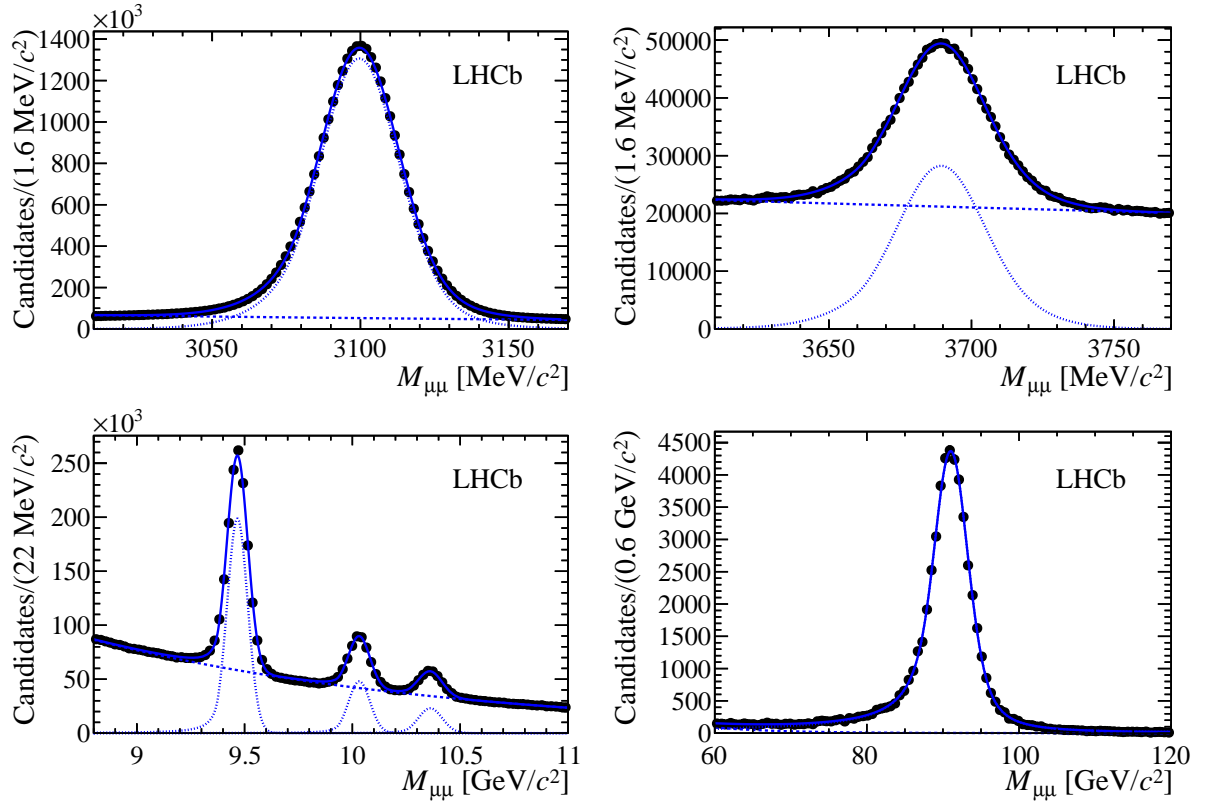 ×10³
Candidates/(1.6 MeV/c²)
1400
1200
1000
800
600
400
200
0
LHCb
3050 3100 3150
Mμμ [MeV/c²]
Candidates/(1.6 MeV/c²)
50000
40000
30000
20000
10000
0
LHCb
3650 3700 3750
Mμμ [MeV/c²]
×10³
Candidates/(22 MeV/c²)
250
200
150
100
50
0
LHCb
9 9.5 10 10.5 11
Mμμ [GeV/c²]
Candidates/(0.6 GeV/c²)
4500
4000
3500
3000
2500
2000
1500
1000
500
0
LHCb
60 80 100 120
Mμμ [GeV/c²]